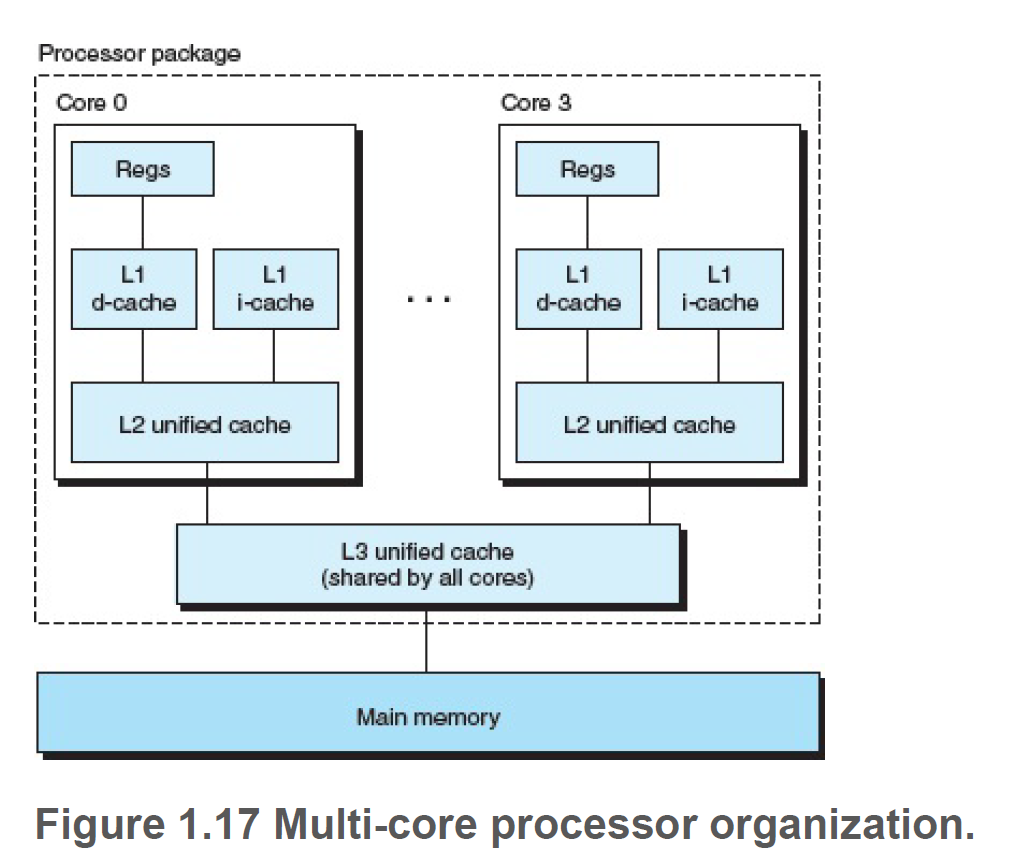 Processor package
Core 0
Core 3
Regs
Regs
L1
d-cache
L1
i-cache
. . .
L1
d-cache
L1
i-cache
L2 unified cache
L2 unified cache
L3 unified cache
(shared by all cores)
Main memory
Figure 1.17 Multi-core processor organization.